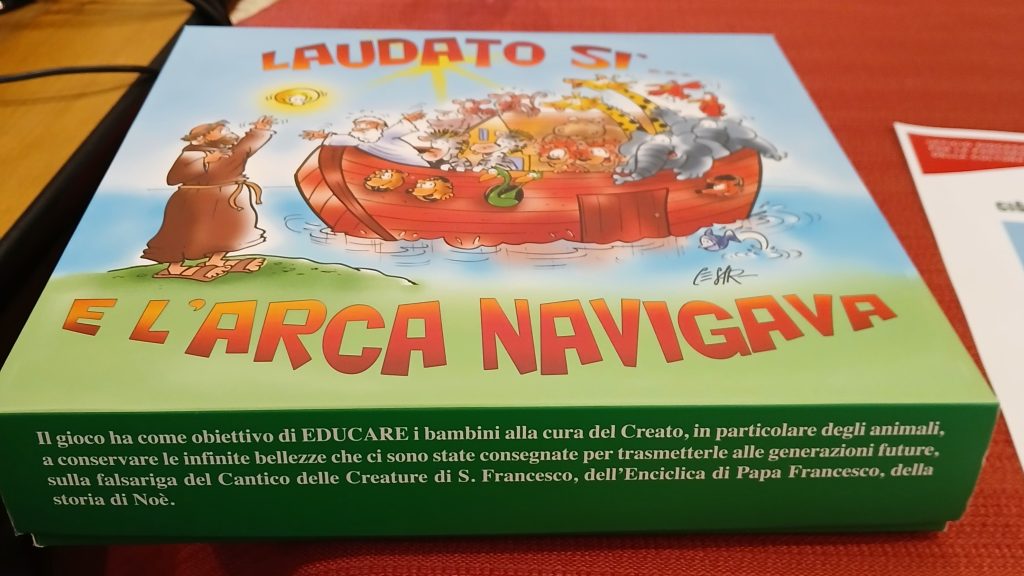 LAUDATO SI'...
CESAR
E L'ARCA NAVIGAVA
Il gioco ha come obiettivo di EDUCARE i bambini alla cura del Creato, in particolare degli animali,
a conservare le infinite bellezze che ci sono state consegnate per trasmetterle alle generazioni future,
sulla falsariga del Cantico delle Creature di S. Francesco, dell'Enciclica di Papa Francesco, della
storia di Noè.